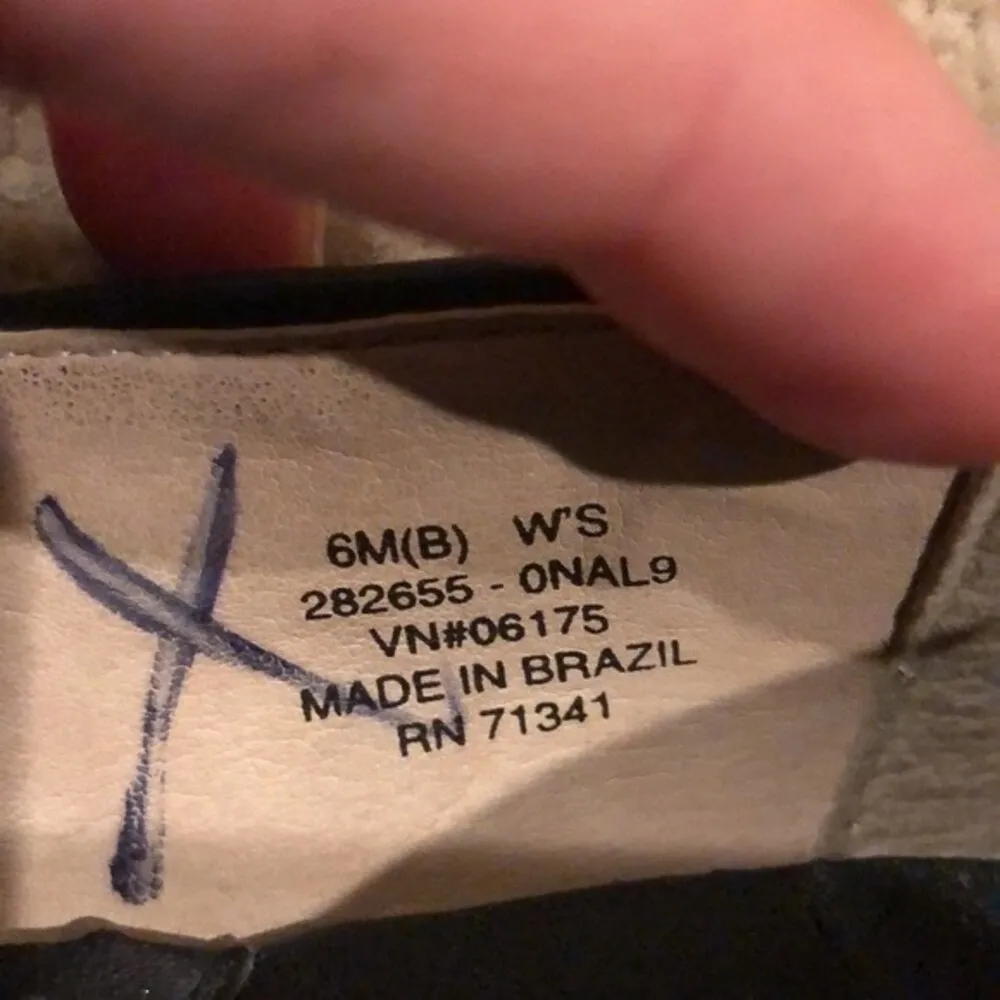 6M(B) W'S
282655 - 0NAL9
VN#06175
MADE IN BRAZIL
RN 71341